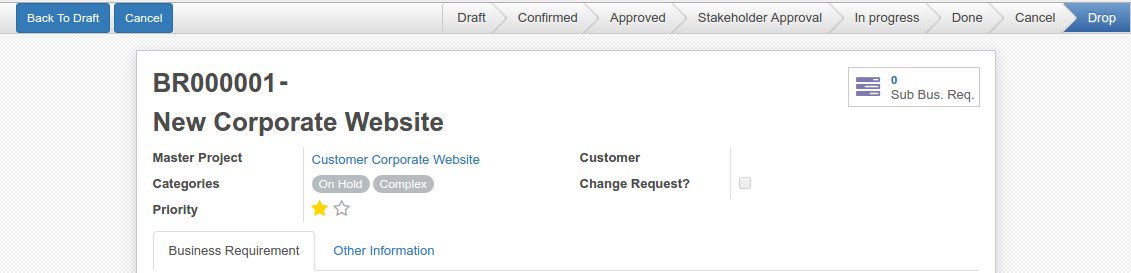 Back To Draft Cancel Draft Confirmed Approved Stakeholder Approval In progress Done Cancel Drop
BR000001-
0
Sub Bus. Req.
New Corporate Website
Master Project Customer Corporate Website Customer
Categories On Hold Complex Change Request?
Priority
Business Requirement Other Information